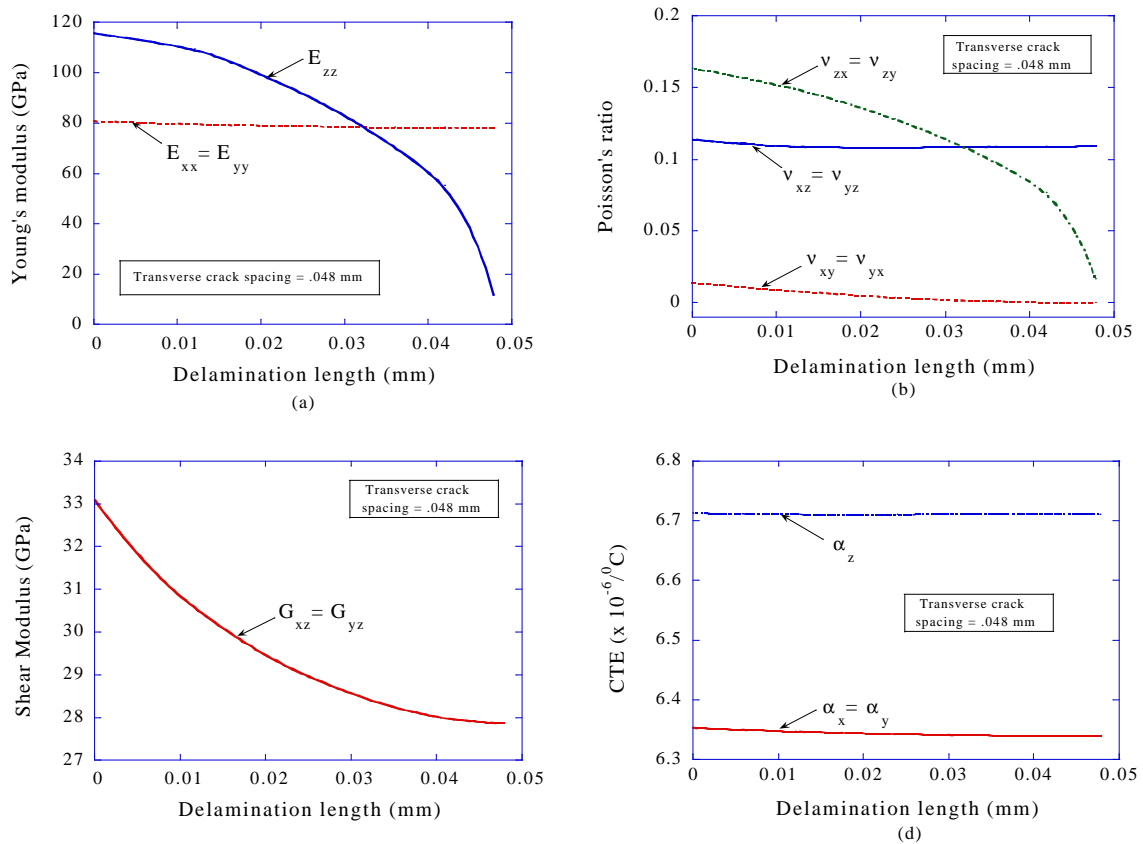 120
100
80
60
40
20
0
Young's modulus (GPa)
E_zz
E_xx = E_yy
Transverse crack spacing = .048 mm
0 0.01 0.02 0.03 0.04 0.05
Delamination length (mm)
(a)
0.2
0.15
0.1
0.05
0
Poisson's ratio
Transverse crack
spacing = .048 mm
ν_zx = ν_zy
ν_xz = ν_yz
ν_xy = ν_yx
0 0.01 0.02 0.03 0.04 0.05
Delamination length (mm)
(b)
34
33
32
31
30
29
28
27
Shear Modulus (GPa)
Transverse crack
spacing = .048 mm
G_xz = G_yz
0 0.01 0.02 0.03 0.04 0.05
Delamination length (mm)
6.8
6.7
6.6
6.5
6.4
6.3
CTE (x 10^-6/^0C)
α_z
Transverse crack
spacing = .048 mm
α_x = α_y
0 0.01 0.02 0.03 0.04 0.05
Delamination length (mm)
(d)